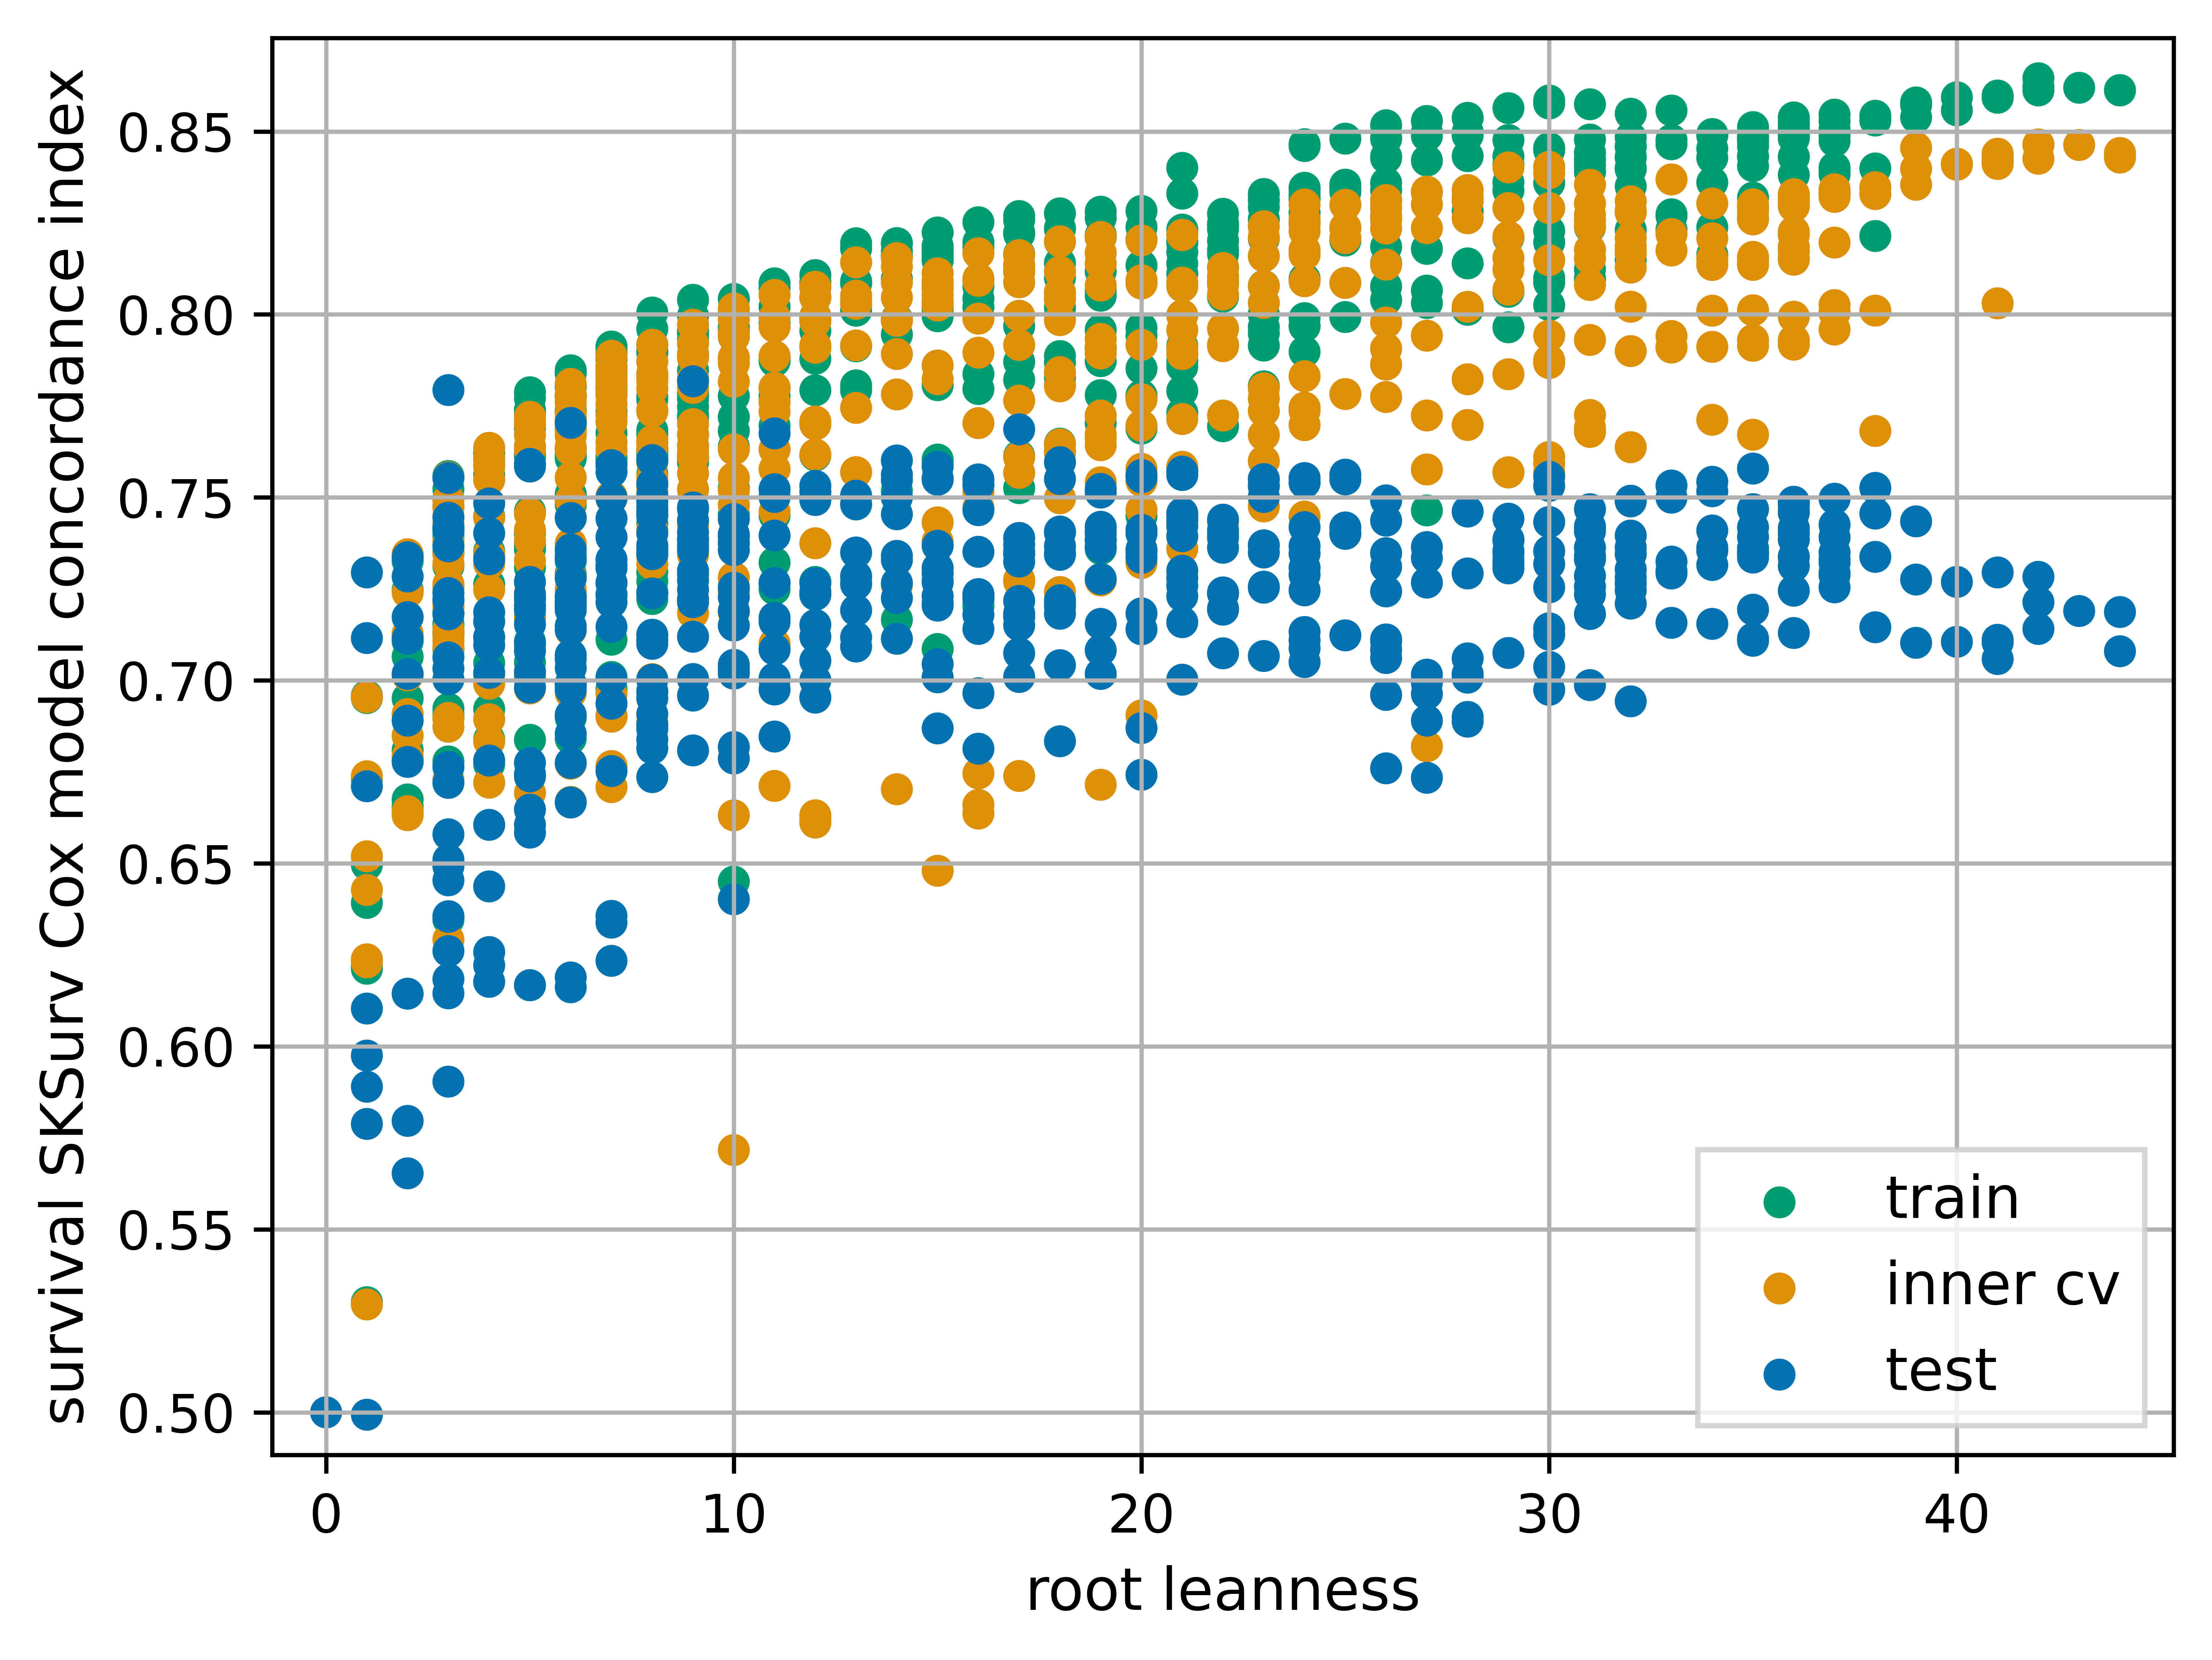 survival SKSurv Cox model concordance index
0.85
0.80
0.75
0.70
0.65
0.60
0.55
0.50
train
inner cv
test
0 10 20 30 40
root leanness